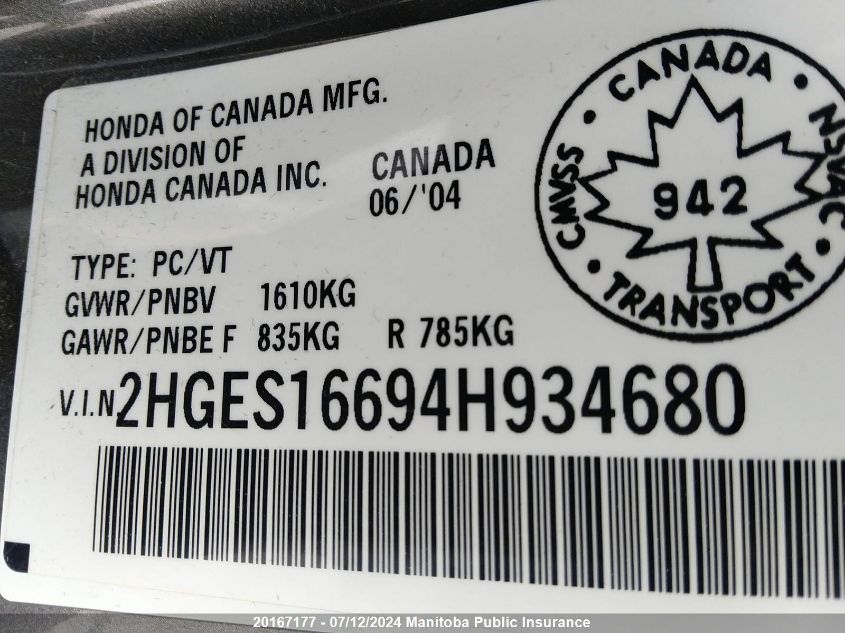 HONDA OF CANADA MFG.
A DIVISION OF
HONDA CANADA INC.
CANADA
06/'04
TYPE: PC/VT
GVWR/PNBV 1610KG
GAWR/PNBE F 835KG R 785KG
V.I.N 2HGES16694H934680
• CANADA •
CMVSS
NSVAC
942
• TRANSPORT •
20167177 - 07/12/2024 Manitoba Public Insurance